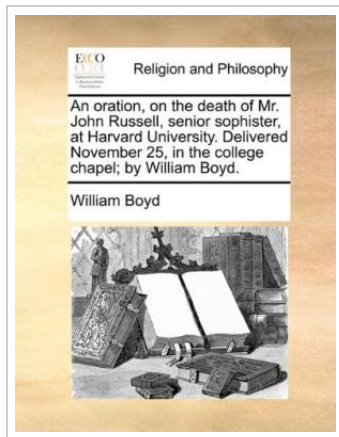 ECCO
Religion and Philosophy
An oration, on the death of Mr.
John Russell, senior sophister,
at Harvard University. Delivered
November 25, in the college
chapel; by William Boyd.
William Boyd